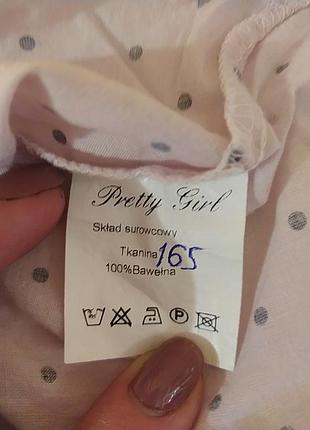 Pretty Girl
Skład surowcowy
Tkanina 165
100%Bawełna